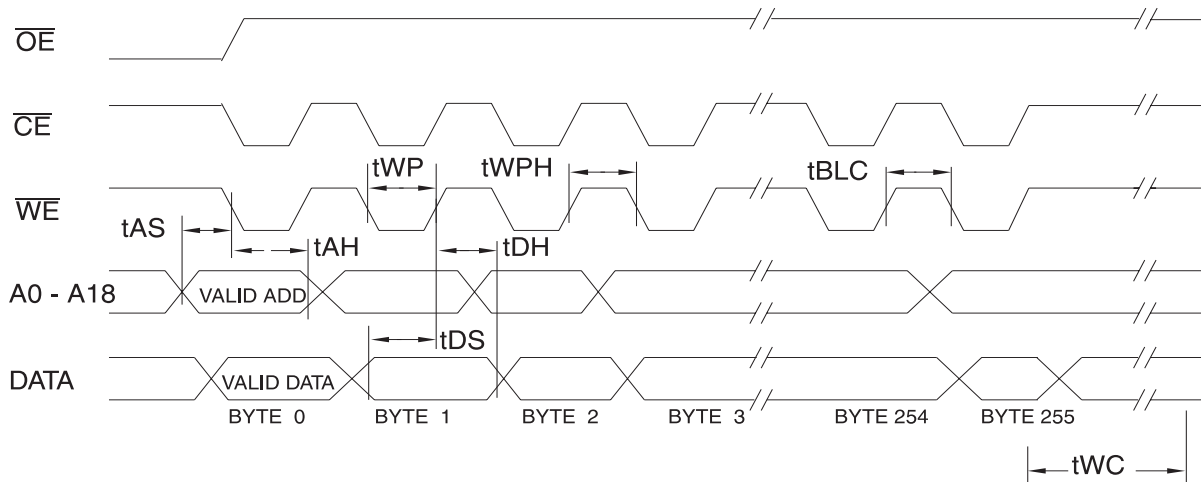 OE
CE
tWP
tWPH
tBLC
WE
tAS
tAH
tDH
A0 - A18
VALID ADD
tDS
DATA
VALID DATA
BYTE 0
BYTE 1
BYTE 2
BYTE 3
BYTE 254
BYTE 255
tWC